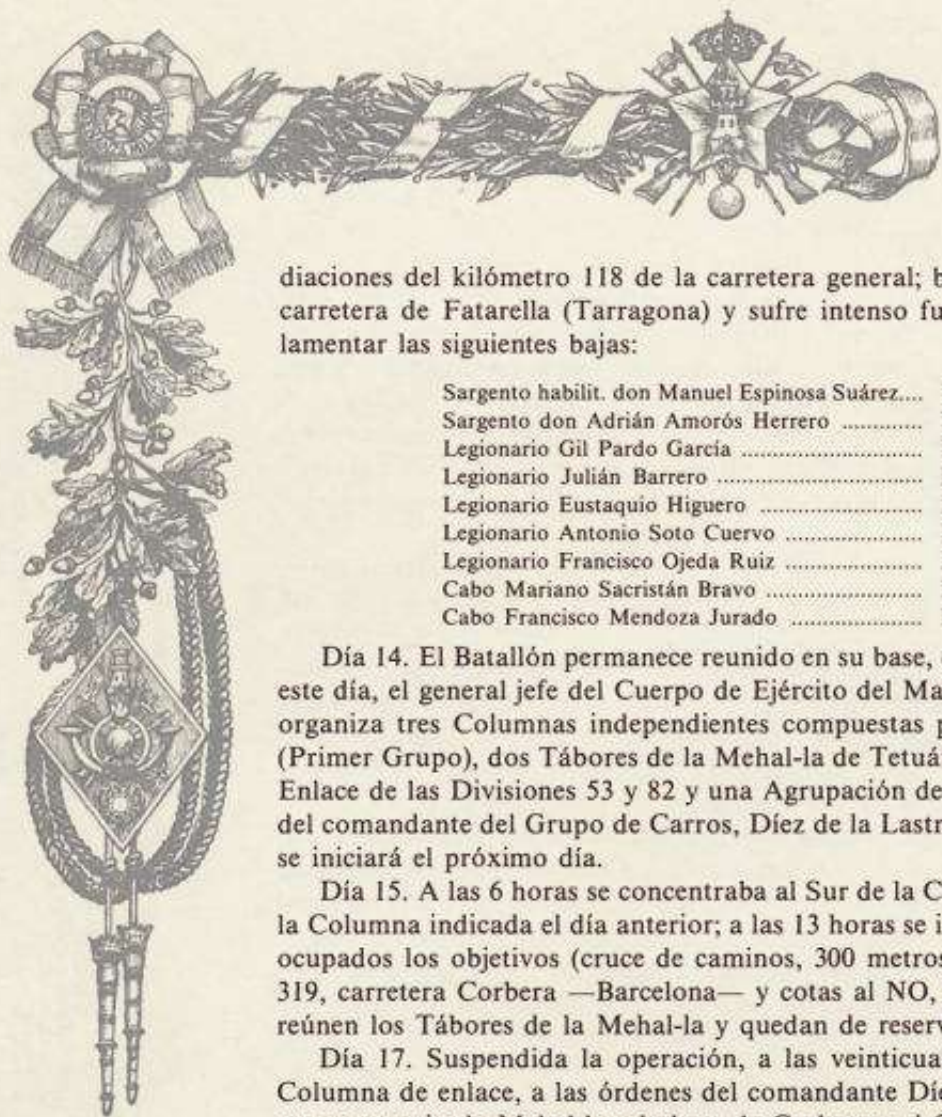 diaciones del kilómetro 118 de la carretera general; b
carretera de Fatarella (Tarragona) y sufre intenso fu
lamentar las siguientes bajas:
Sargento habilit. don Manuel Espinosa Suárez....
Sargento don Adrián Amorós Herrero .............
Legionario Gil Pardo García ..............................
Legionario Julián Barrero ..................................
Legionario Eustaquio Higuero ...........................
Legionario Antonio Soto Cuervo .......................
Legionario Francisco Ojeda Ruiz .......................
Cabo Mariano Sacristán Bravo ..........................
Cabo Francisco Mendoza Jurado ......................
Día 14. El Batallón permanece reunido en su base,
este día, el general jefe del Cuerpo de Ejército del Ma
organiza tres Columnas independientes compuestas p
(Primer Grupo), dos Tábores de la Mehal-la de Tetuá
Enlace de las Divisiones 53 y 82 y una Agrupación de
del comandante del Grupo de Carros, Díez de la Lastr
se iniciará el próximo día.
Día 15. A las 6 horas se concentraba al Sur de la C
la Columna indicada el día anterior; a las 13 horas se i
ocupados los objetivos (cruce de caminos, 300 metros
319, carretera Corbera —Barcelona— y cotas al NO,
reúnen los Tábores de la Mehal-la y quedan de reserv
Día 17. Suspendida la operación, a las veinticua
Columna de enlace, a las órdenes del comandante Dí